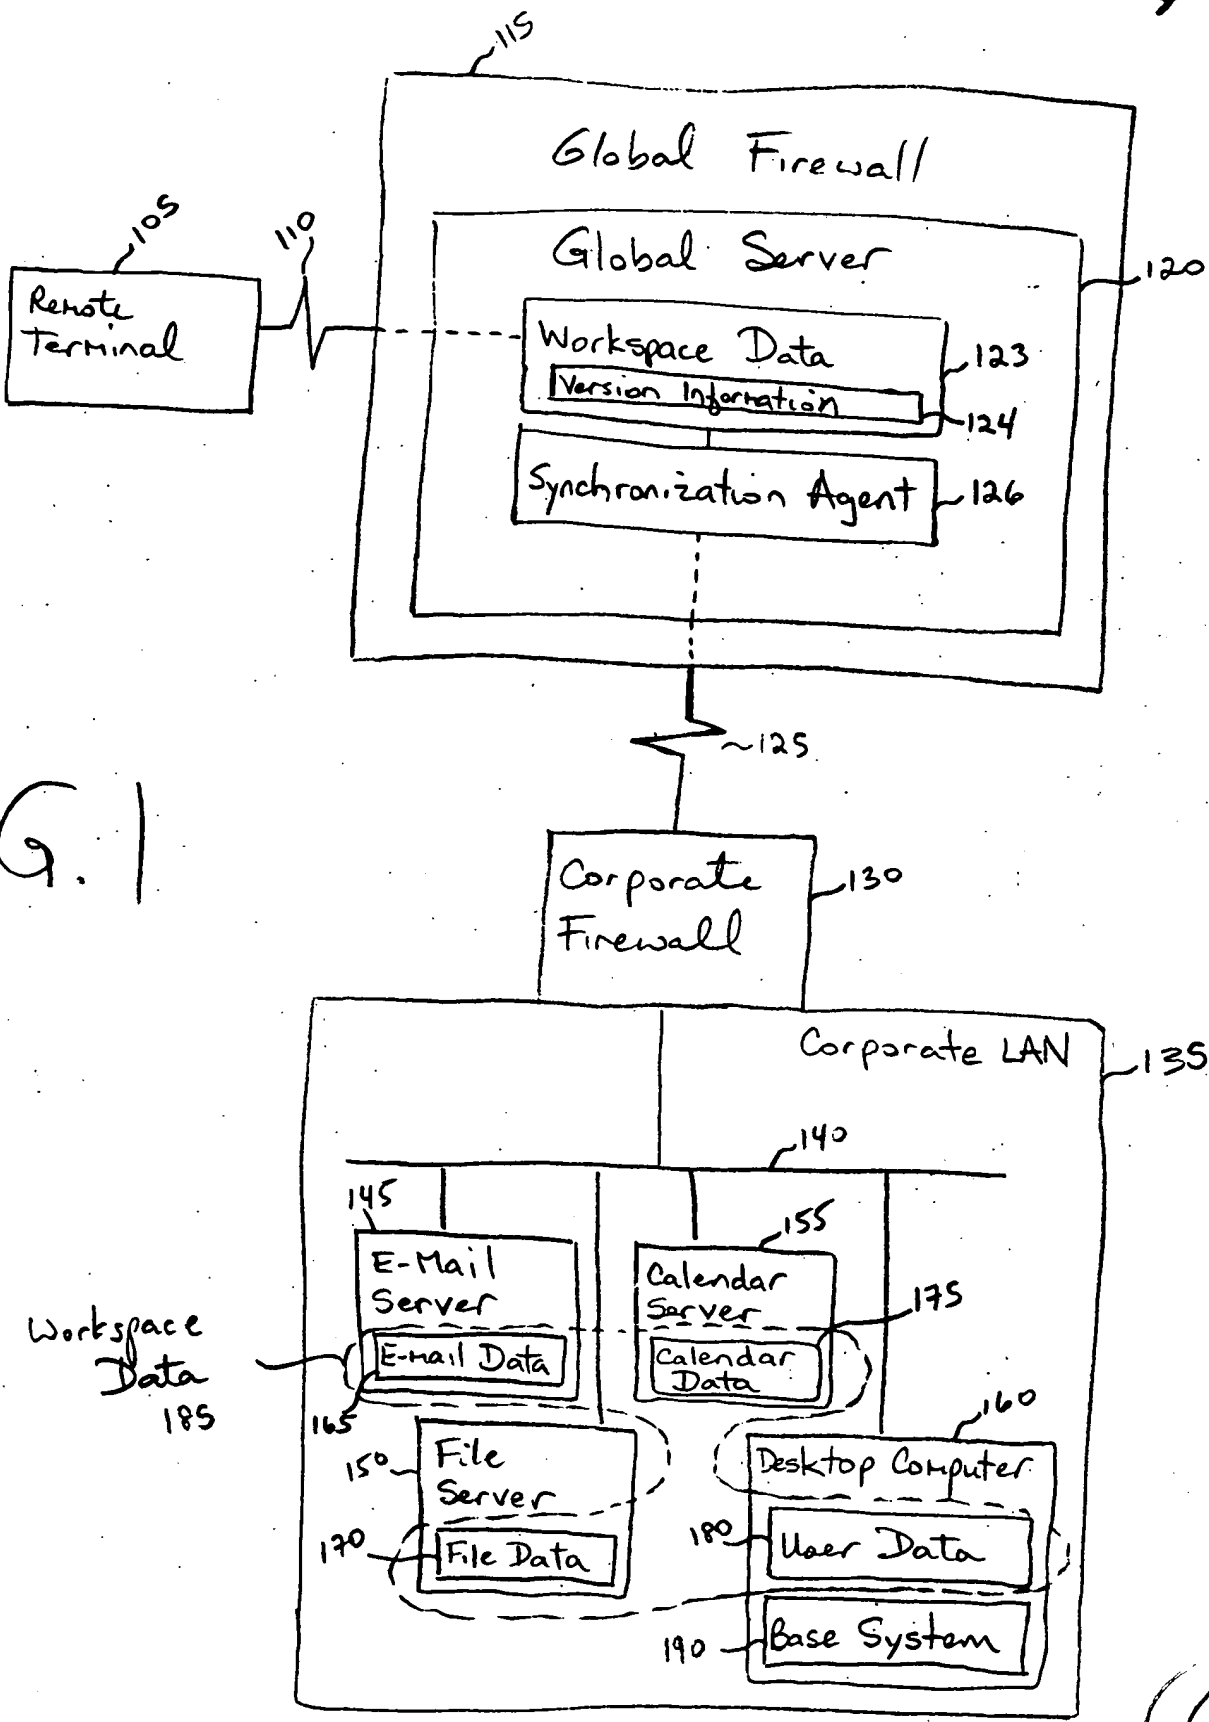 115
Global Firewall
105
110
Global Server
120
Remote
Terminal
Workspace Data
123
Version Information
124
Synchronization Agent
126
~125
G. 1
Corporate
Firewall
130
Corporate LAN
135
140
145
155
E-Mail
Server
Calendar
Server
175
Workspace
Data
185
E-mail Data
Calendar
Data
165
160
150
File
Server
Desktop Computer
170
File Data
180
User Data
190
Base System